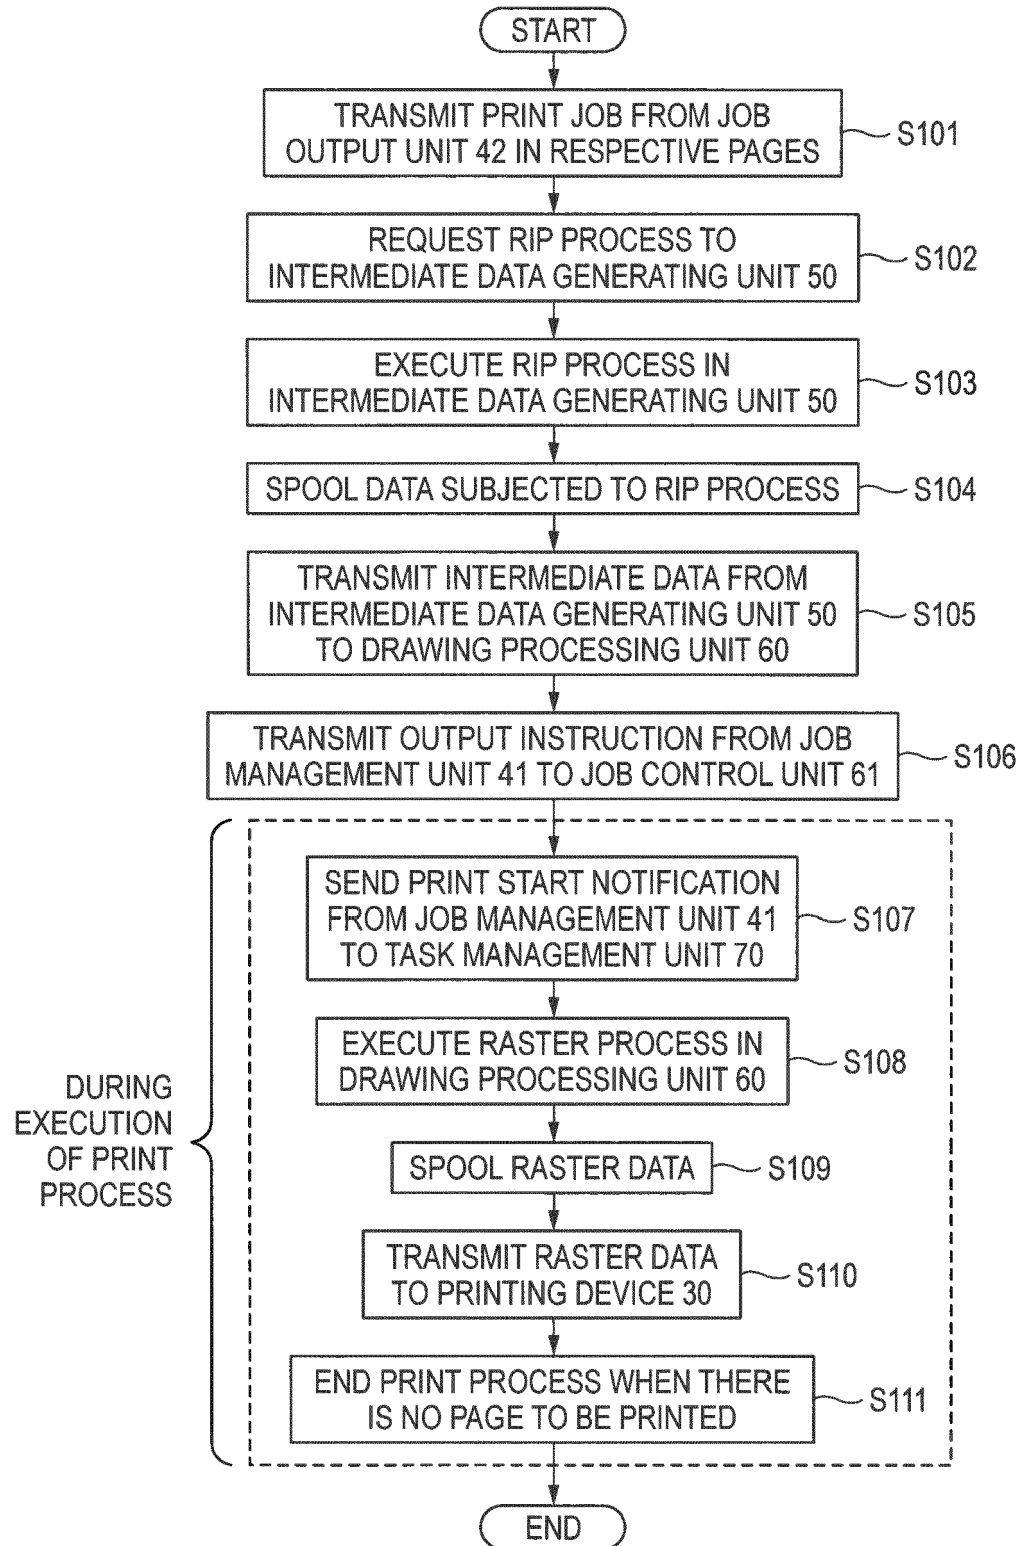 START
TRANSMIT PRINT JOB FROM JOB
OUTPUT UNIT 42 IN RESPECTIVE PAGES
S101
REQUEST RIP PROCESS TO
INTERMEDIATE DATA GENERATING UNIT 50
S102
EXECUTE RIP PROCESS IN
INTERMEDIATE DATA GENERATING UNIT 50
S103
SPOOL DATA SUBJECTED TO RIP PROCESS
S104
TRANSMIT INTERMEDIATE DATA FROM
INTERMEDIATE DATA GENERATING UNIT 50
TO DRAWING PROCESSING UNIT 60
S105
TRANSMIT OUTPUT INSTRUCTION FROM JOB
MANAGEMENT UNIT 41 TO JOB CONTROL UNIT 61
S106
DURING
EXECUTION
OF PRINT
PROCESS
SEND PRINT START NOTIFICATION
FROM JOB MANAGEMENT UNIT 41
TO TASK MANAGEMENT UNIT 70
S107
EXECUTE RASTER PROCESS IN
DRAWING PROCESSING UNIT 60
S108
SPOOL RASTER DATA
S109
TRANSMIT RASTER DATA
TO PRINTING DEVICE 30
S110
END PRINT PROCESS WHEN THERE
IS NO PAGE TO BE PRINTED
S111
END